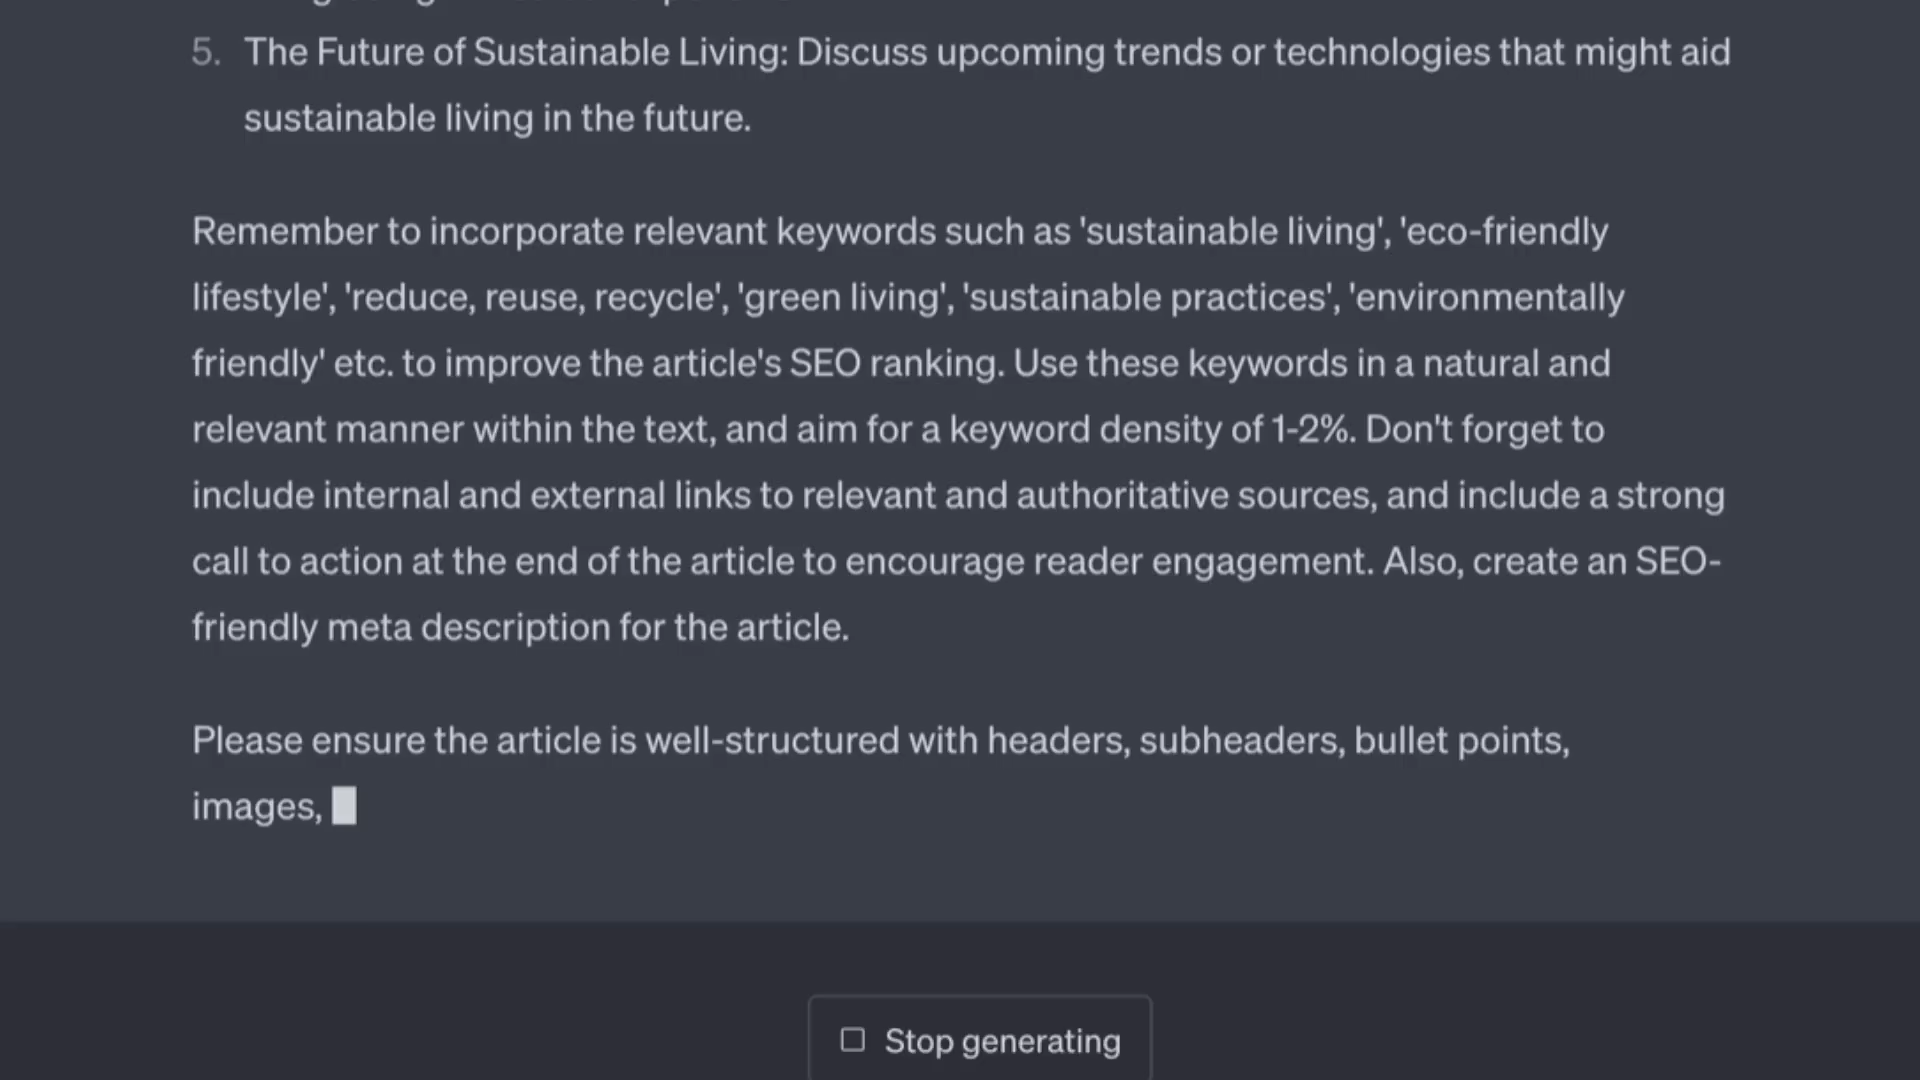 5. The Future of Sustainable Living: Discuss upcoming trends or technologies that might aid
sustainable living in the future.
Remember to incorporate relevant keywords such as 'sustainable living', 'eco-friendly
lifestyle', 'reduce, reuse, recycle', 'green living', 'sustainable practices', 'environmentally
friendly' etc. to improve the article's SEO ranking. Use these keywords in a natural and
relevant manner within the text, and aim for a keyword density of 1-2%. Don't forget to
include internal and external links to relevant and authoritative sources, and include a strong
call to action at the end of the article to encourage reader engagement. Also, create an SEO-
friendly meta description for the article.
Please ensure the article is well-structured with headers, subheaders, bullet points,
images,
Stop generating